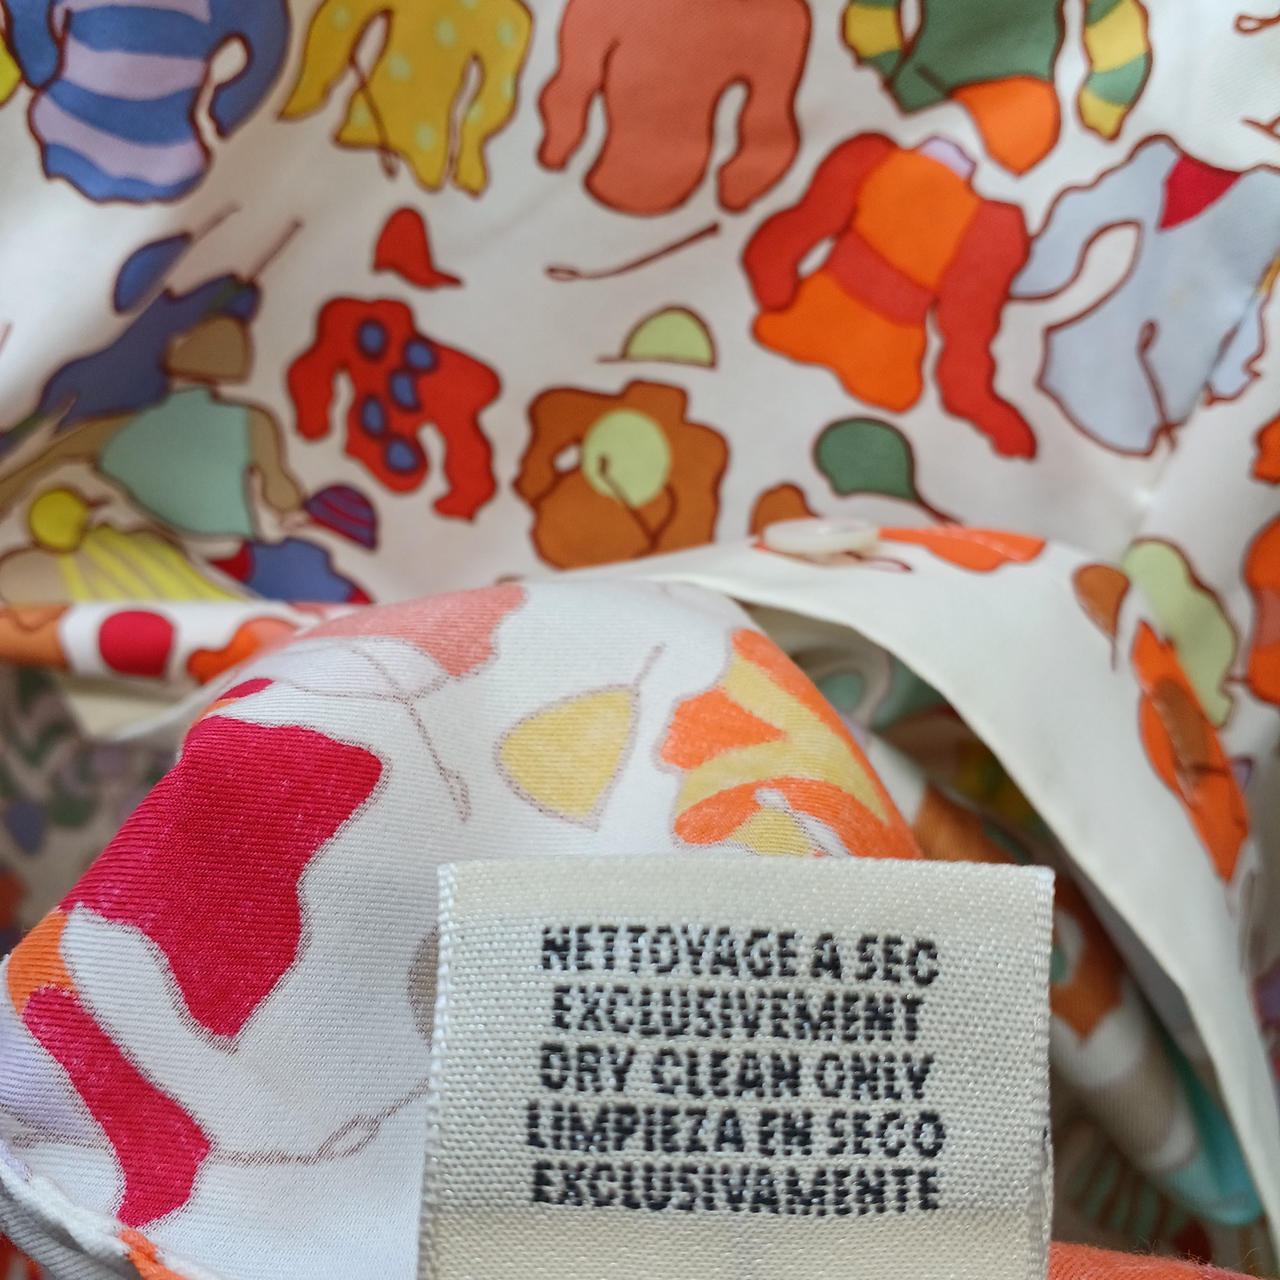 NETTOYAGE A SEC
EXCLUSIVEMENT
DRY CLEAN ONLY
LIMPIEZA EN SECO
EXCLUSIVAMENTE